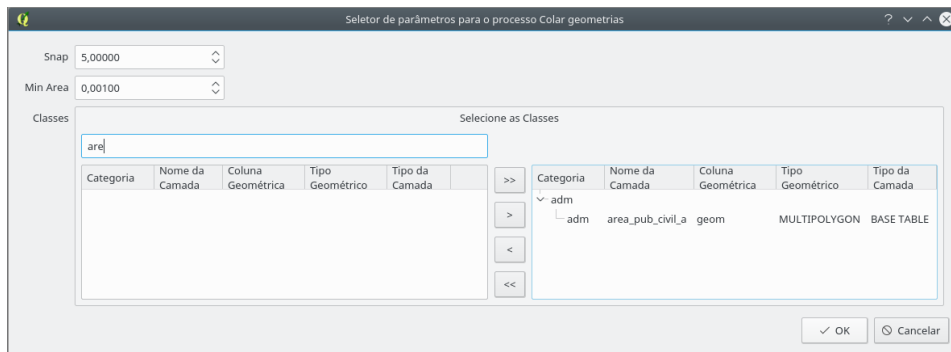 Seletor de parâmetros para o processo Colar geometrias
Snap 5,00000
Min Area 0,00100
Classes Selecione as Classes
are
Categoria Nome da Camada Coluna Geométrica Tipo Geométrico Tipo da Camada
>>
>
<
<<
Categoria Nome da Camada Coluna Geométrica Tipo Geométrico Tipo da Camada
adm
adm area_pub_civil_a geom MULTIPOLYGON BASE TABLE
OK Cancelar